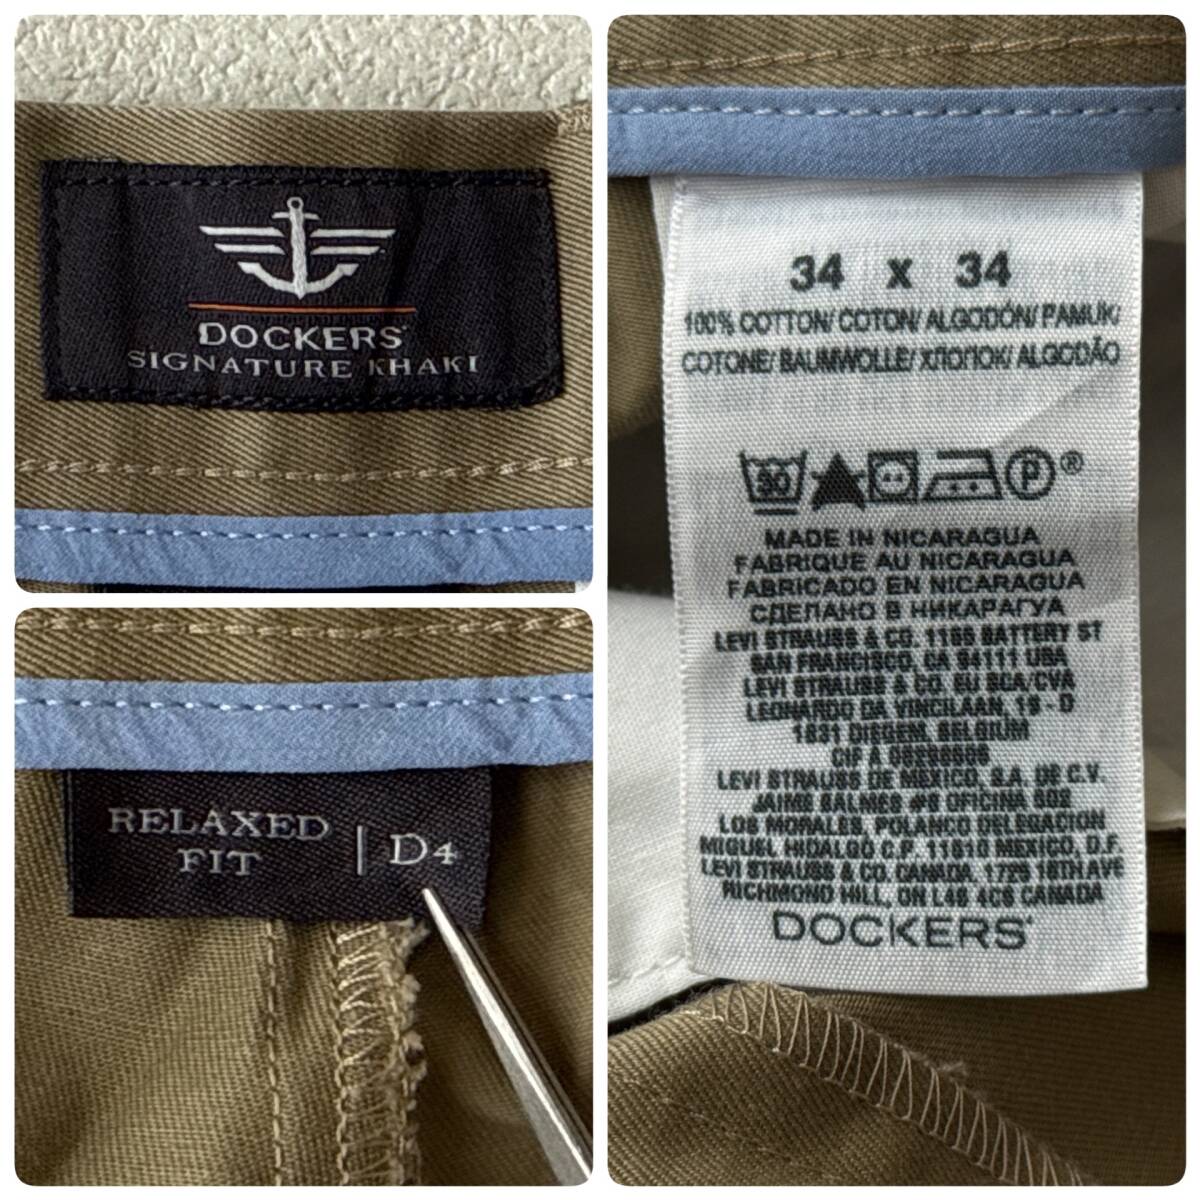 DOCKERS
SIGNATURE KHAKI
RELAXED
FIT | D4
34 x 34
100% COTTON/ COTON/ ALGODÓN/ PAMUK/
COTONE/ BAUMWOLLE/ ХЛОПОК/ ALGODÃO
30
P
®
MADE IN NICARAGUA
FABRIQUE AU NICARAGUA
FABRICADO EN NICARAGUA
СДЕЛАНО В НИКАРАГУА
LEVI STRAUSS & CO. 1155 BATTERY ST
SAN FRANCISCO, CA 94111 USA
LEVI STRAUSS & CO. EU SCA/CVA
LEONARDO DA VINCILAAN, 19 - D
1831 DIEGEM, BELGIUM
CIF A
LEVI STRAUSS DE MEXICO, S.A. DE C.V.
JAIME BALMES #8 OFICINA 502
LOS MORALES, POLANCO DELEGACION
MIGUEL HIDALGO C.P. 11510 MEXICO, D.F.
LEVI STRAUSS & CO. CANADA, 1725 16TH AVE
RICHMOND HILL, ON L4B 4C6 CANADA
DOCKERS